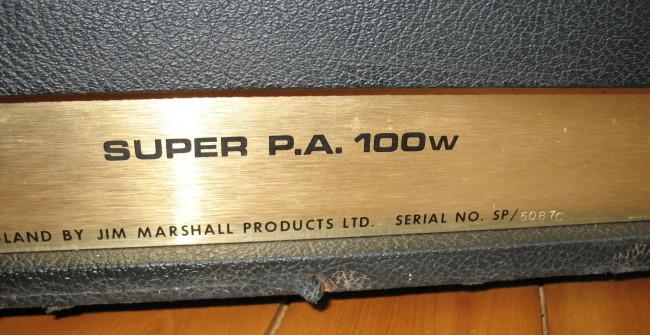 SUPER P.A. 100W
LAND BY JIM MARSHALL PRODUCTS LTD. SERIAL NO. SP/5087C